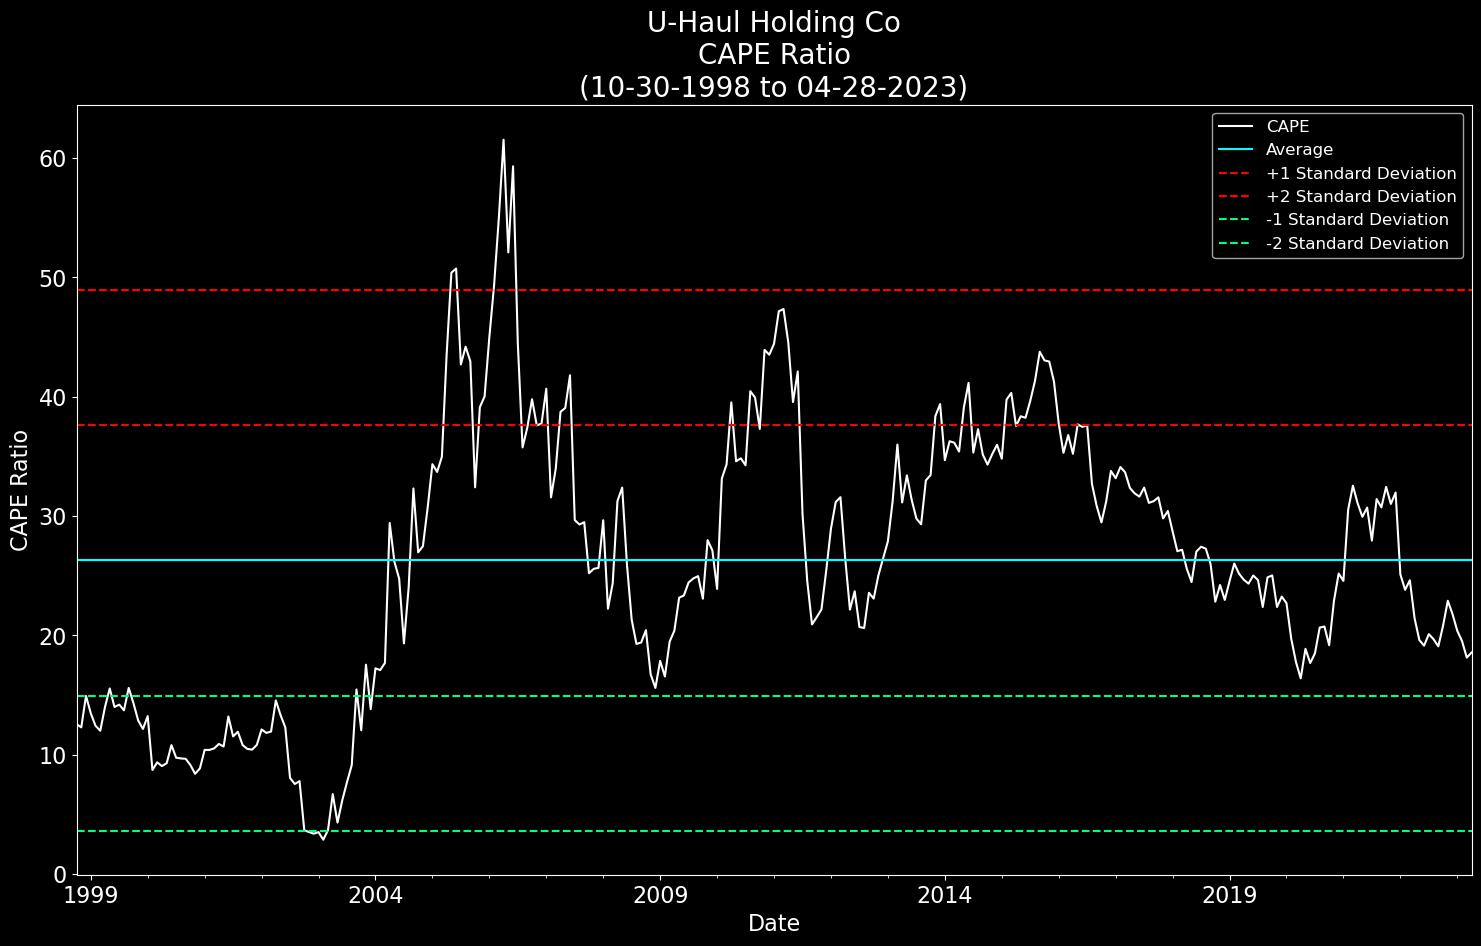 U-Haul Holding Co
CAPE Ratio
(10-30-1998 to 04-28-2023)
CAPE
Average
+1 Standard Deviation
+2 Standard Deviation
-1 Standard Deviation
-2 Standard Deviation
CAPE Ratio
60
50
40
30
20
10
0
1999 2004 2009 2014 2019
Date